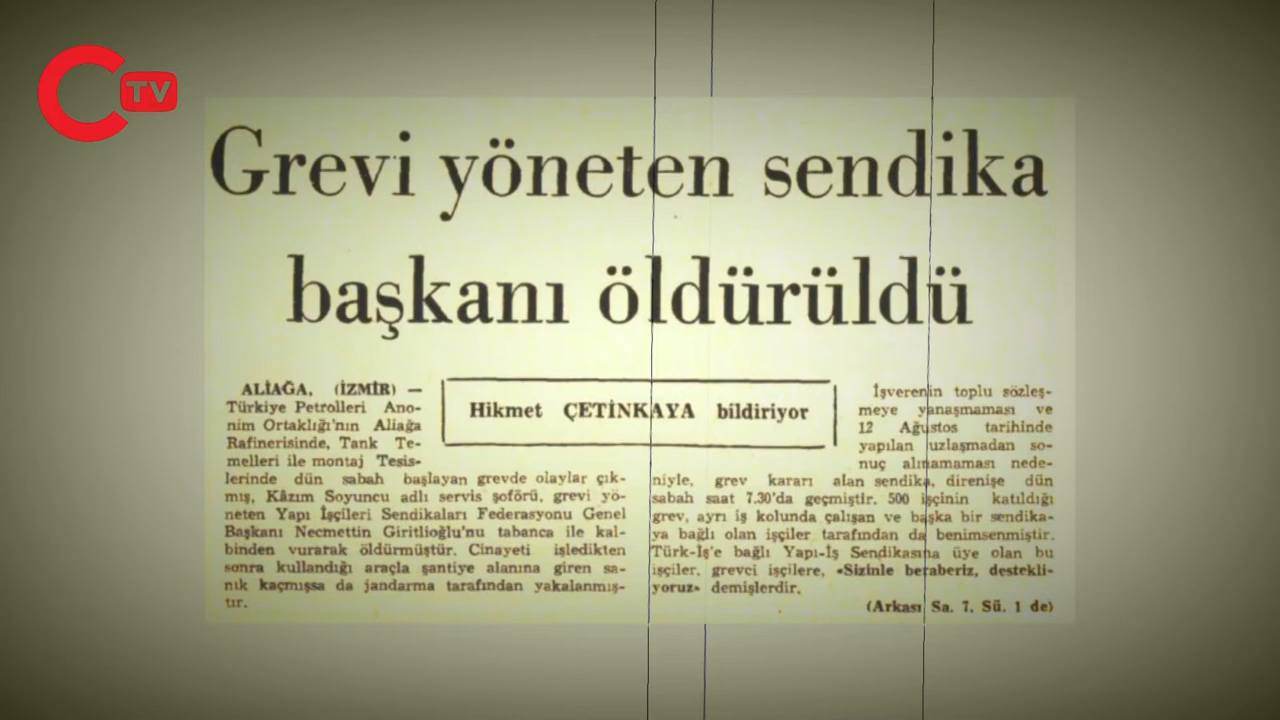 C TV
Grevi yöneten sendika
başkanı öldürüldü
Hikmet ÇETİNKAYA bildiriyor
ALİAĞA, (İZMİR) —
Türkiye Petrolleri Ano-
nim Ortaklığı'nın Aliağa
Rafinerisinde, Tank Te-
melleri ile montaj Tesis-
lerinde dün sabah başlayan grevde olaylar çık-
mış, Kâzım Soyuncu adlı servis şoförü, grevi yö-
neten Yapı İşçileri Sendikaları Federasyonu Genel
Başkanı Necmettin Giritlioğlu'nu tabanca ile kal-
binden vurarak öldürmüştür. Cinayeti işledikten
sonra kullandığı araçla şantiye alanına giren sa-
nık kaçmışsa da jandarma tarafından yakalanmış-
tır.
İşverenin toplu sözleş-
meye yanaşmaması ve
12 Ağustos tarihinde
yapılan uzlaşmadan so-
nuç alınamaması nede-
niyle, grev kararı alan sendika, direnişe dün
sabah saat 7.30'da geçmiştir. 500 işçinin katıldığı
grev, ayrı iş kolunda çalışan ve başka bir sendika-
ya bağlı olan işçiler tarafından da benimsenmiştir.
Türk-İş'e bağlı Yapı-İş Sendikasına üye olan bu
işçiler, grevci işçilere, «Sizinle beraberiz, destekli-
yoruz» demişlerdir.
(Arkası Sa. 7, Sü. 1 de)